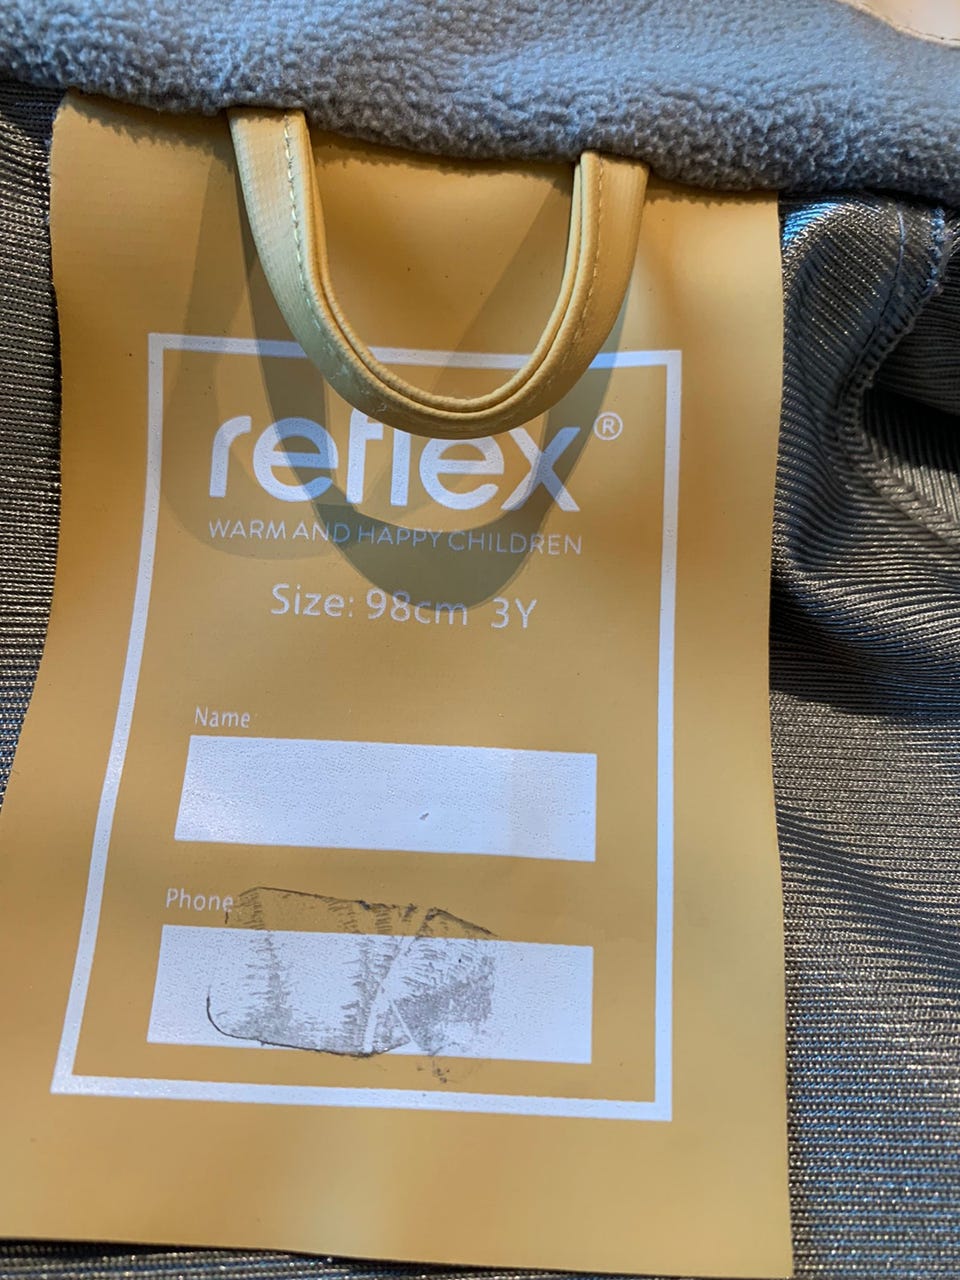 reflex®
WARM AND HAPPY CHILDREN
Size: 98cm 3Y
Name
Phone